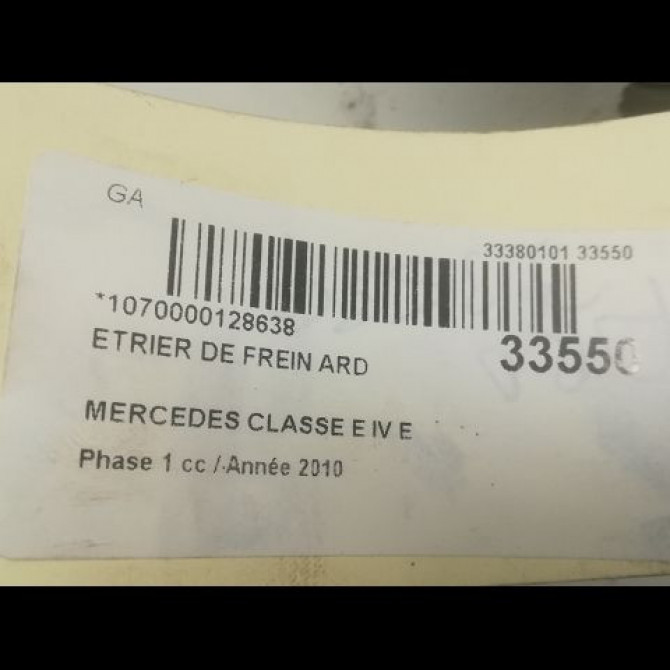 GA
33380101 33550
*1070000128638
33550
ETRIER DE FREIN ARD
MERCEDES CLASSE E IV E
Phase 1 cc / Année 2010